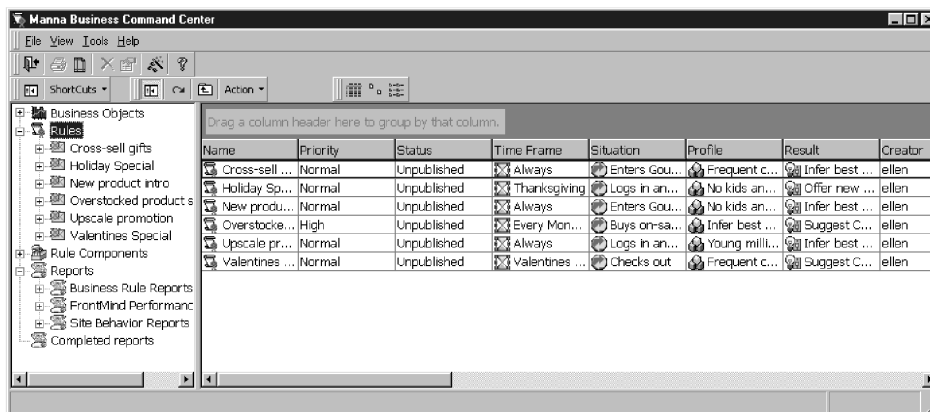 Manna Business Command Center
File View Tools Help
ShortCuts Action
Business Objects
Rules
Cross-sell gifts
Holiday Special
New product intro
Overstocked product s
Upscale promotion
Valentines Special
Rule Components
Reports
Business Rule Reports
FrontMind Performanc
Site Behavior Reports
Completed reports
Drag a column header here to group by that column.
Name Priority Status Time Frame Situation Profile Result Creator
Cross-sell ... Normal Unpublished Always Enters Gou... Frequent c... Infer best ... ellen
Holiday Sp... Normal Unpublished Thanksgiving Logs in an... No kids an... Offer new ... ellen
New produ... Normal Unpublished Always Enters Gou... No kids an... Infer best ... ellen
Overstocke... High Unpublished Every Mon... Buys on-sa... Infer best ... Suggest C... ellen
Upscale pr... Normal Unpublished Always Logs in an... Young milli... Infer best ... ellen
Valentines ... Normal Unpublished Valentines ... Checks out Frequent c... Suggest C... ellen